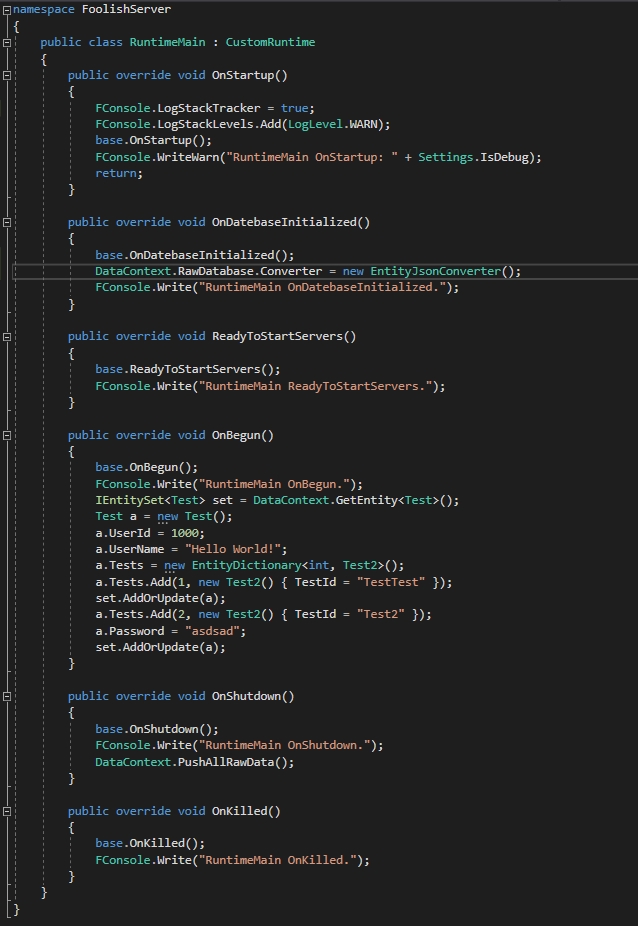 namespace FoolishServer
{
    public class RuntimeMain : CustomRuntime
    {
        public override void OnStartup()
        {
            FConsole.LogStackTracker = true;
            FConsole.LogStackLevels.Add(LogLevel.WARN);
            base.OnStartup();
            FConsole.WriteWarn("RuntimeMain OnStartup: " + Settings.IsDebug);
            return;
        }

        public override void OnDatebaseInitialized()
        {
            base.OnDatebaseInitialized();
            DataContext.RawDatabase.Converter = new EntityJsonConverter();
            FConsole.Write("RuntimeMain OnDatebaseInitialized.");
        }

        public override void ReadyToStartServers()
        {
            base.ReadyToStartServers();
            FConsole.Write("RuntimeMain ReadyToStartServers.");
        }

        public override void OnBegun()
        {
            base.OnBegun();
            FConsole.Write("RuntimeMain OnBegun.");
            IEntitySet<Test> set = DataContext.GetEntity<Test>();
            Test a = new Test();
            a.UserId = 1000;
            a.UserName = "Hello World!";
            a.Tests = new EntityDictionary<int, Test2>();
            a.Tests.Add(1, new Test2() { TestId = "TestTest" });
            set.AddOrUpdate(a);
            a.Tests.Add(2, new Test2() { TestId = "Test2" });
            a.Password = "asdsad";
            set.AddOrUpdate(a);
        }

        public override void OnShutdown()
        {
            base.OnShutdown();
            FConsole.Write("RuntimeMain OnShutdown.");
            DataContext.PushAllRawData();
        }

        public override void OnKilled()
        {
            base.OnKilled();
            FConsole.Write("RuntimeMain OnKilled.");
        }
    }
}